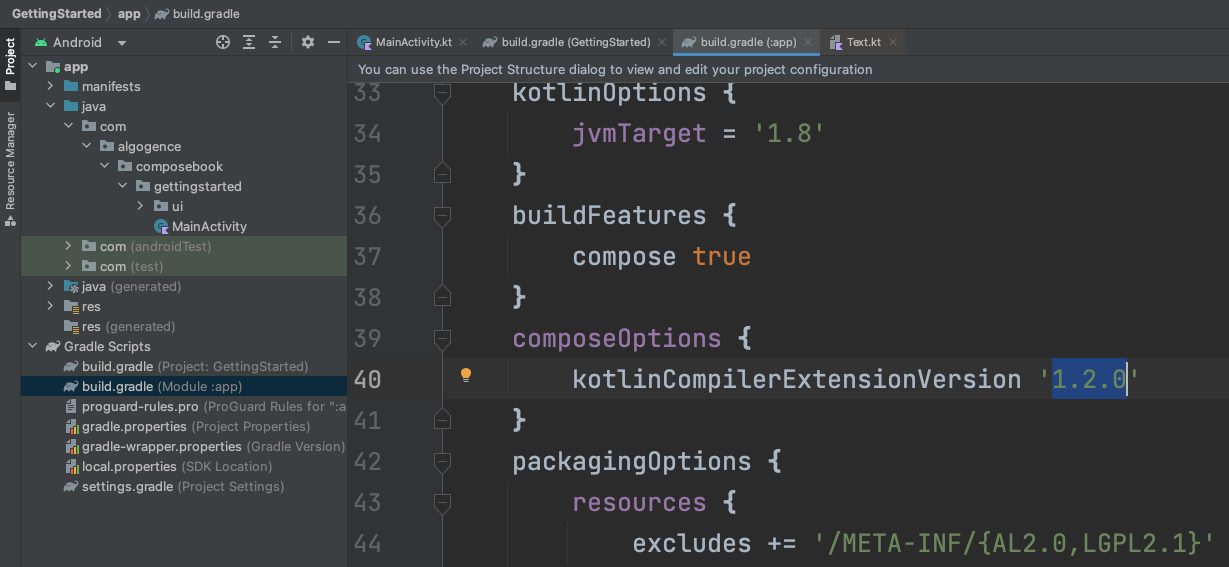 GettingStarted app build.gradle
Project
Resource Manager
Android
app
manifests
java
com
algogence
composebook
gettingstarted
ui
MainActivity
com (androidTest)
com (test)
java (generated)
res
res (generated)
Gradle Scripts
build.gradle (Project: GettingStarted)
build.gradle (Module :app)
proguard-rules.pro (ProGuard Rules for ":a
gradle.properties (Project Properties)
gradle-wrapper.properties (Gradle Version)
local.properties (SDK Location)
settings.gradle (Project Settings)
MainActivity.kt build.gradle (GettingStarted) build.gradle (:app) Text.kt
You can use the Project Structure dialog to view and edit your project configuration
33 kotlinOptions {
34 jvmTarget = '1.8'
35 }
36 buildFeatures {
37 compose true
38 }
39 composeOptions {
40 kotlinCompilerExtensionVersion '1.2.0'
41 }
42 packagingOptions {
43 resources {
44 excludes += '/META-INF/{AL2.0,LGPL2.1}'